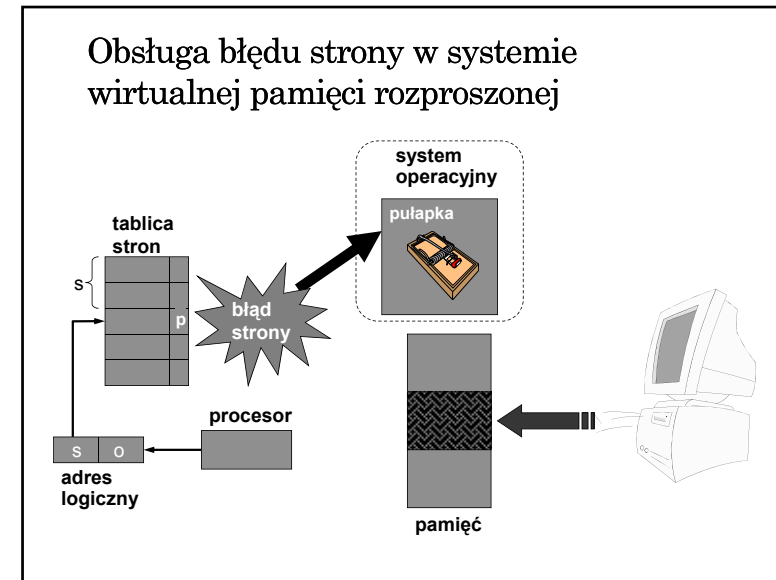 Obsługa błędu strony w systemie
wirtualnej pamięci rozproszonej
system
operacyjny
pułapka
tablica
stron
s
p
błąd
strony
procesor
s o
adres
logiczny
pamięć